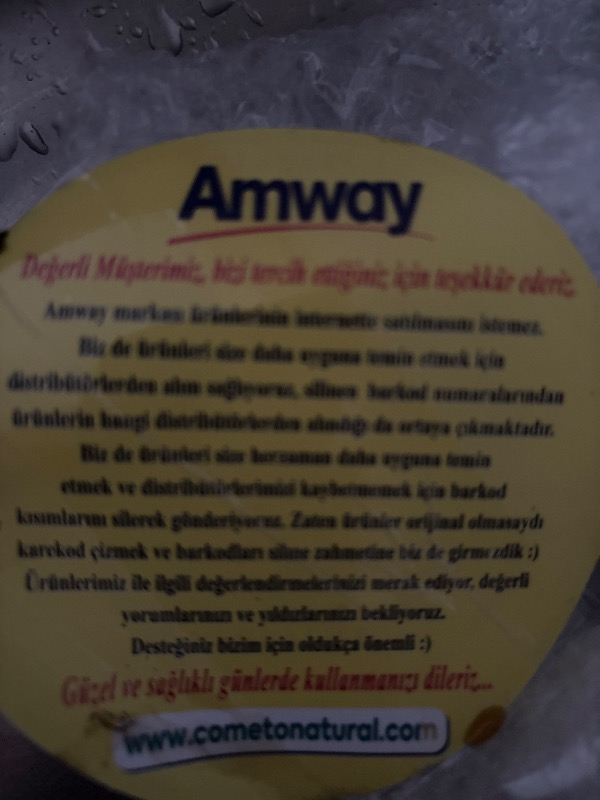 Amway
Değerli Müşterimiz, bizi tercih ettiğiniz için teşekkür ederiz.
Amway markası ürünlerinin internette satılmasını istemez.
Biz de ürünleri size daha uyguna temin etmek için
distribütörlerden alım sağlıyoruz, silinen barkod numaralarından
ürünlerin hangi distribütörlerden alındığı da ortaya çıkmaktadır.
Biz de ürünleri size herzaman daha uyguna temin
etmek ve distribütörlerimizi kaybetmemek için barkod
kısımlarını silerek gönderiyoruz. Zaten ürünler orijinal olmasaydı
karekod çizmek ve barkodları silme zahmetine biz de girmezdik :)
Ürünlerimiz ile ilgili değerlendirmelerinizi merak ediyor, değerli
yorumlarınızı ve yıldızlarınızı bekliyoruz.
Desteğiniz bizim için oldukça önemli :)
Güzel ve sağlıklı günlerde kullanmanızı dileriz...
www.cometonatural.com